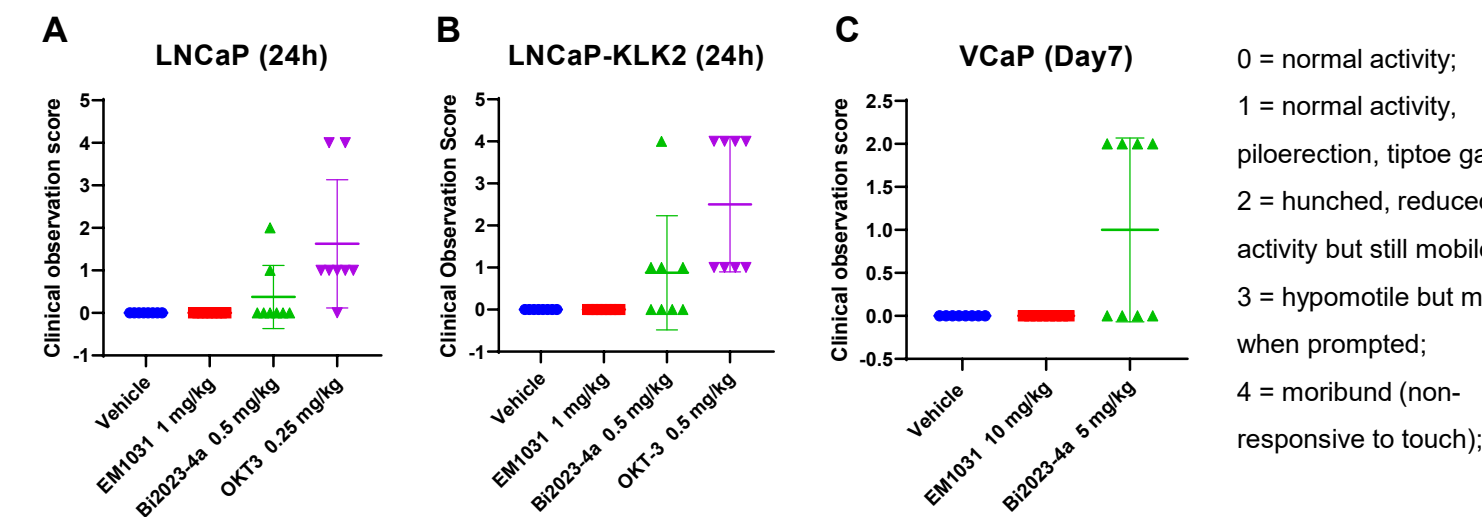 A
LNCaP (24h)
Clinical observation score
5
4
3
2
1
0
-1
Vehicle
EM1031 1 mg/kg
Bi2023-4a 0.5 mg/kg
OKT3 0.25 mg/kg
B
LNCaP-KLK2 (24h)
Clinical Observation Score
5
4
3
2
1
0
-1
Vehicle
EM1031 1 mg/kg
Bi2023-4a 0.5 mg/kg
OKT-3 0.5 mg/kg
C
VCaP (Day7)
Clinical observation score
2.5
2.0
1.5
1.0
0.5
0.0
-0.5
Vehicle
EM1031 10 mg/kg
Bi2023-4a 5 mg/kg
0 = normal activity;
1 = normal activity,
piloerection, tiptoe
2 = hunched, reduced
activity but still mobile
3 = hypomotile but
when prompted;
4 = moribund (non-
responsive to touch);